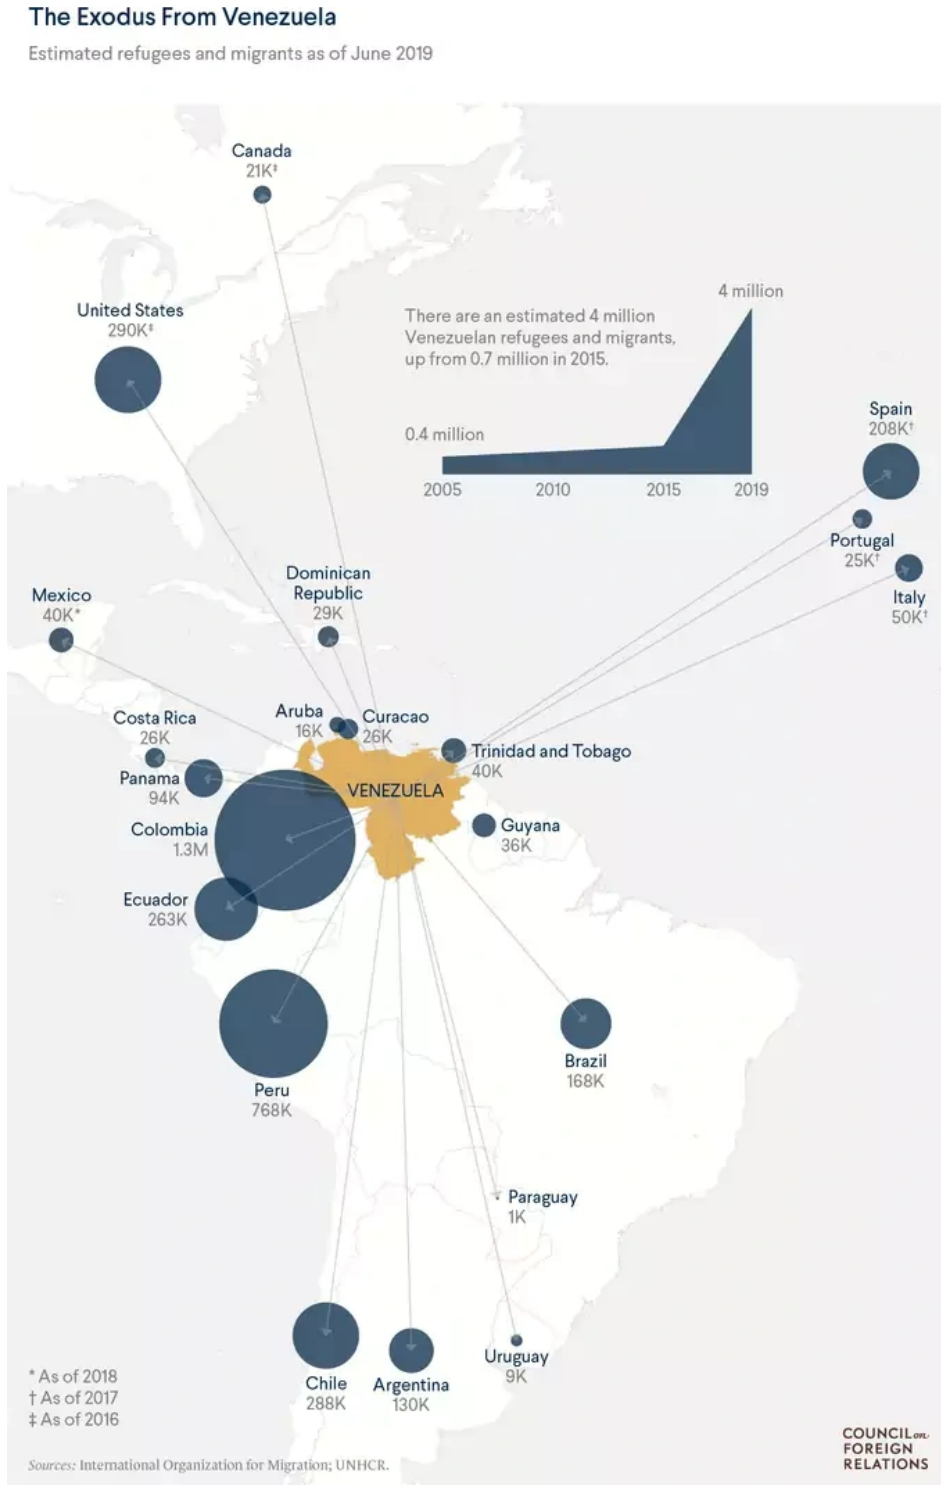 The Exodus From Venezuela
Estimated refugees and migrants as of June 2019
Canada
21K‡
United States
290K‡
4 million
There are an estimated 4 million
Venezuelan refugees and migrants,
up from 0.7 million in 2015.
0.4 million
2005 2010 2015 2019
Spain
208K†
Portugal
25K†
Italy
50K†
Dominican
Republic
29K
Mexico
40K*
Aruba
16K
Curacao
26K
Costa Rica
26K
Trinidad and Tobago
40K
Panama
94K
VENEZUELA
Colombia
1.3M
Guyana
36K
Ecuador
263K
Peru
768K
Brazil
168K
Paraguay
1K
Uruguay
9K
Chile
288K
Argentina
130K
* As of 2018
† As of 2017
‡ As of 2016
Sources: International Organization for Migration; UNHCR.
COUNCIL on
FOREIGN
RELATIONS